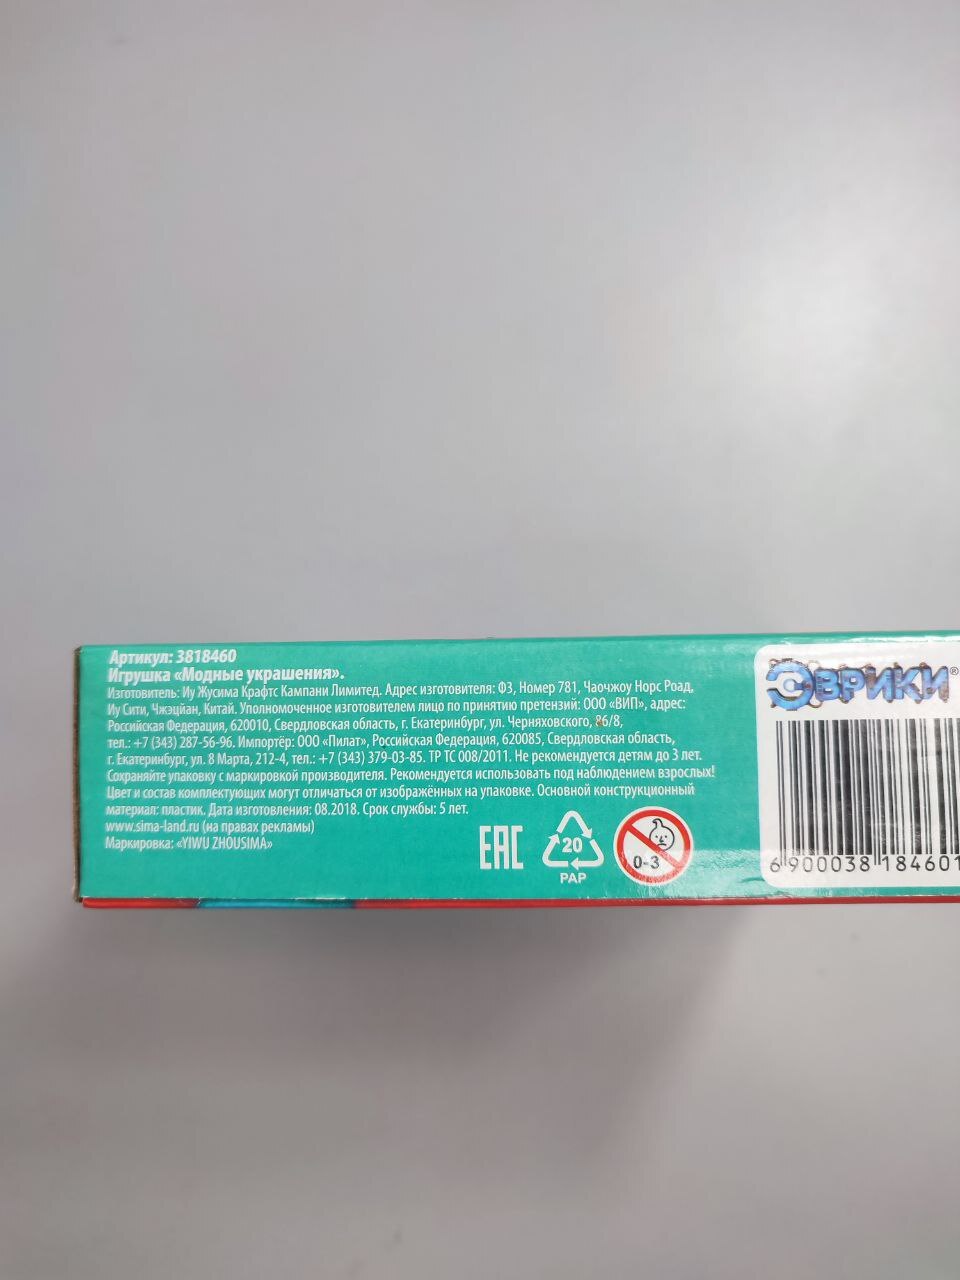 Артикул: 3818460
Игрушка «Модные украшения».
Изготовитель: Иу Жусима Крафтс Кампани Лимитед. Адрес изготовителя: Ф3, Номер 781, Чаочжоу Норс Роад,
Иу Сити, Чжэцзян, Китай. Уполномоченное изготовителем лицо по принятию претензий: ООО «ВИП», адрес:
Российская Федерация, 620010, Свердловская область, г. Екатеринбург, ул. Черняховского, 86/8,
тел.: +7 (343) 287-56-96. Импортёр: ООО «Пилат», Российская Федерация, 620085, Свердловская область,
г. Екатеринбург, ул. 8 Марта, 212-4, тел.: +7 (343) 379-03-85. ТР ТС 008/2011. Не рекомендуется детям до 3 лет.
Сохраняйте упаковку с маркировкой производителя. Рекомендуется использовать под наблюдением взрослых!
Цвет и состав комплектующих могут отличаться от изображённых на упаковке. Основной конструкционный
материал: пластик. Дата изготовления: 08.2018. Срок службы: 5 лет.
www.sima-land.ru (на правах рекламы)
Маркировка: «YIWU ZHOUSIMA»
EAC
20
PAP
0-3
ЭВРИКИ®
6 900038 184601